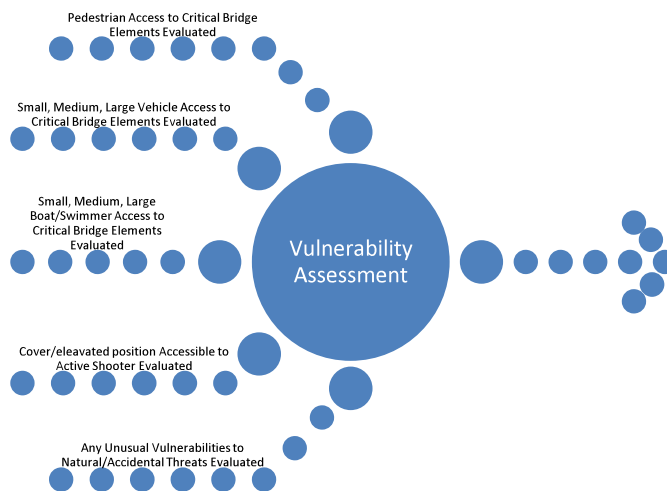 Pedestrian Access to Critical Bridge
Elements Evaluated
Small, Medium, Large Vehicle Access to
Critical Bridge Elements Evaluated
Small, Medium, Large
Boat/Swimmer Access to
Critical Bridge Elements
Evaluated
Vulnerability
Assessment
Cover/eleavated position Accessible to
Active Shooter Evaluated
Any Unusual Vulnerabilities to
Natural/Accidental Threats Evaluated